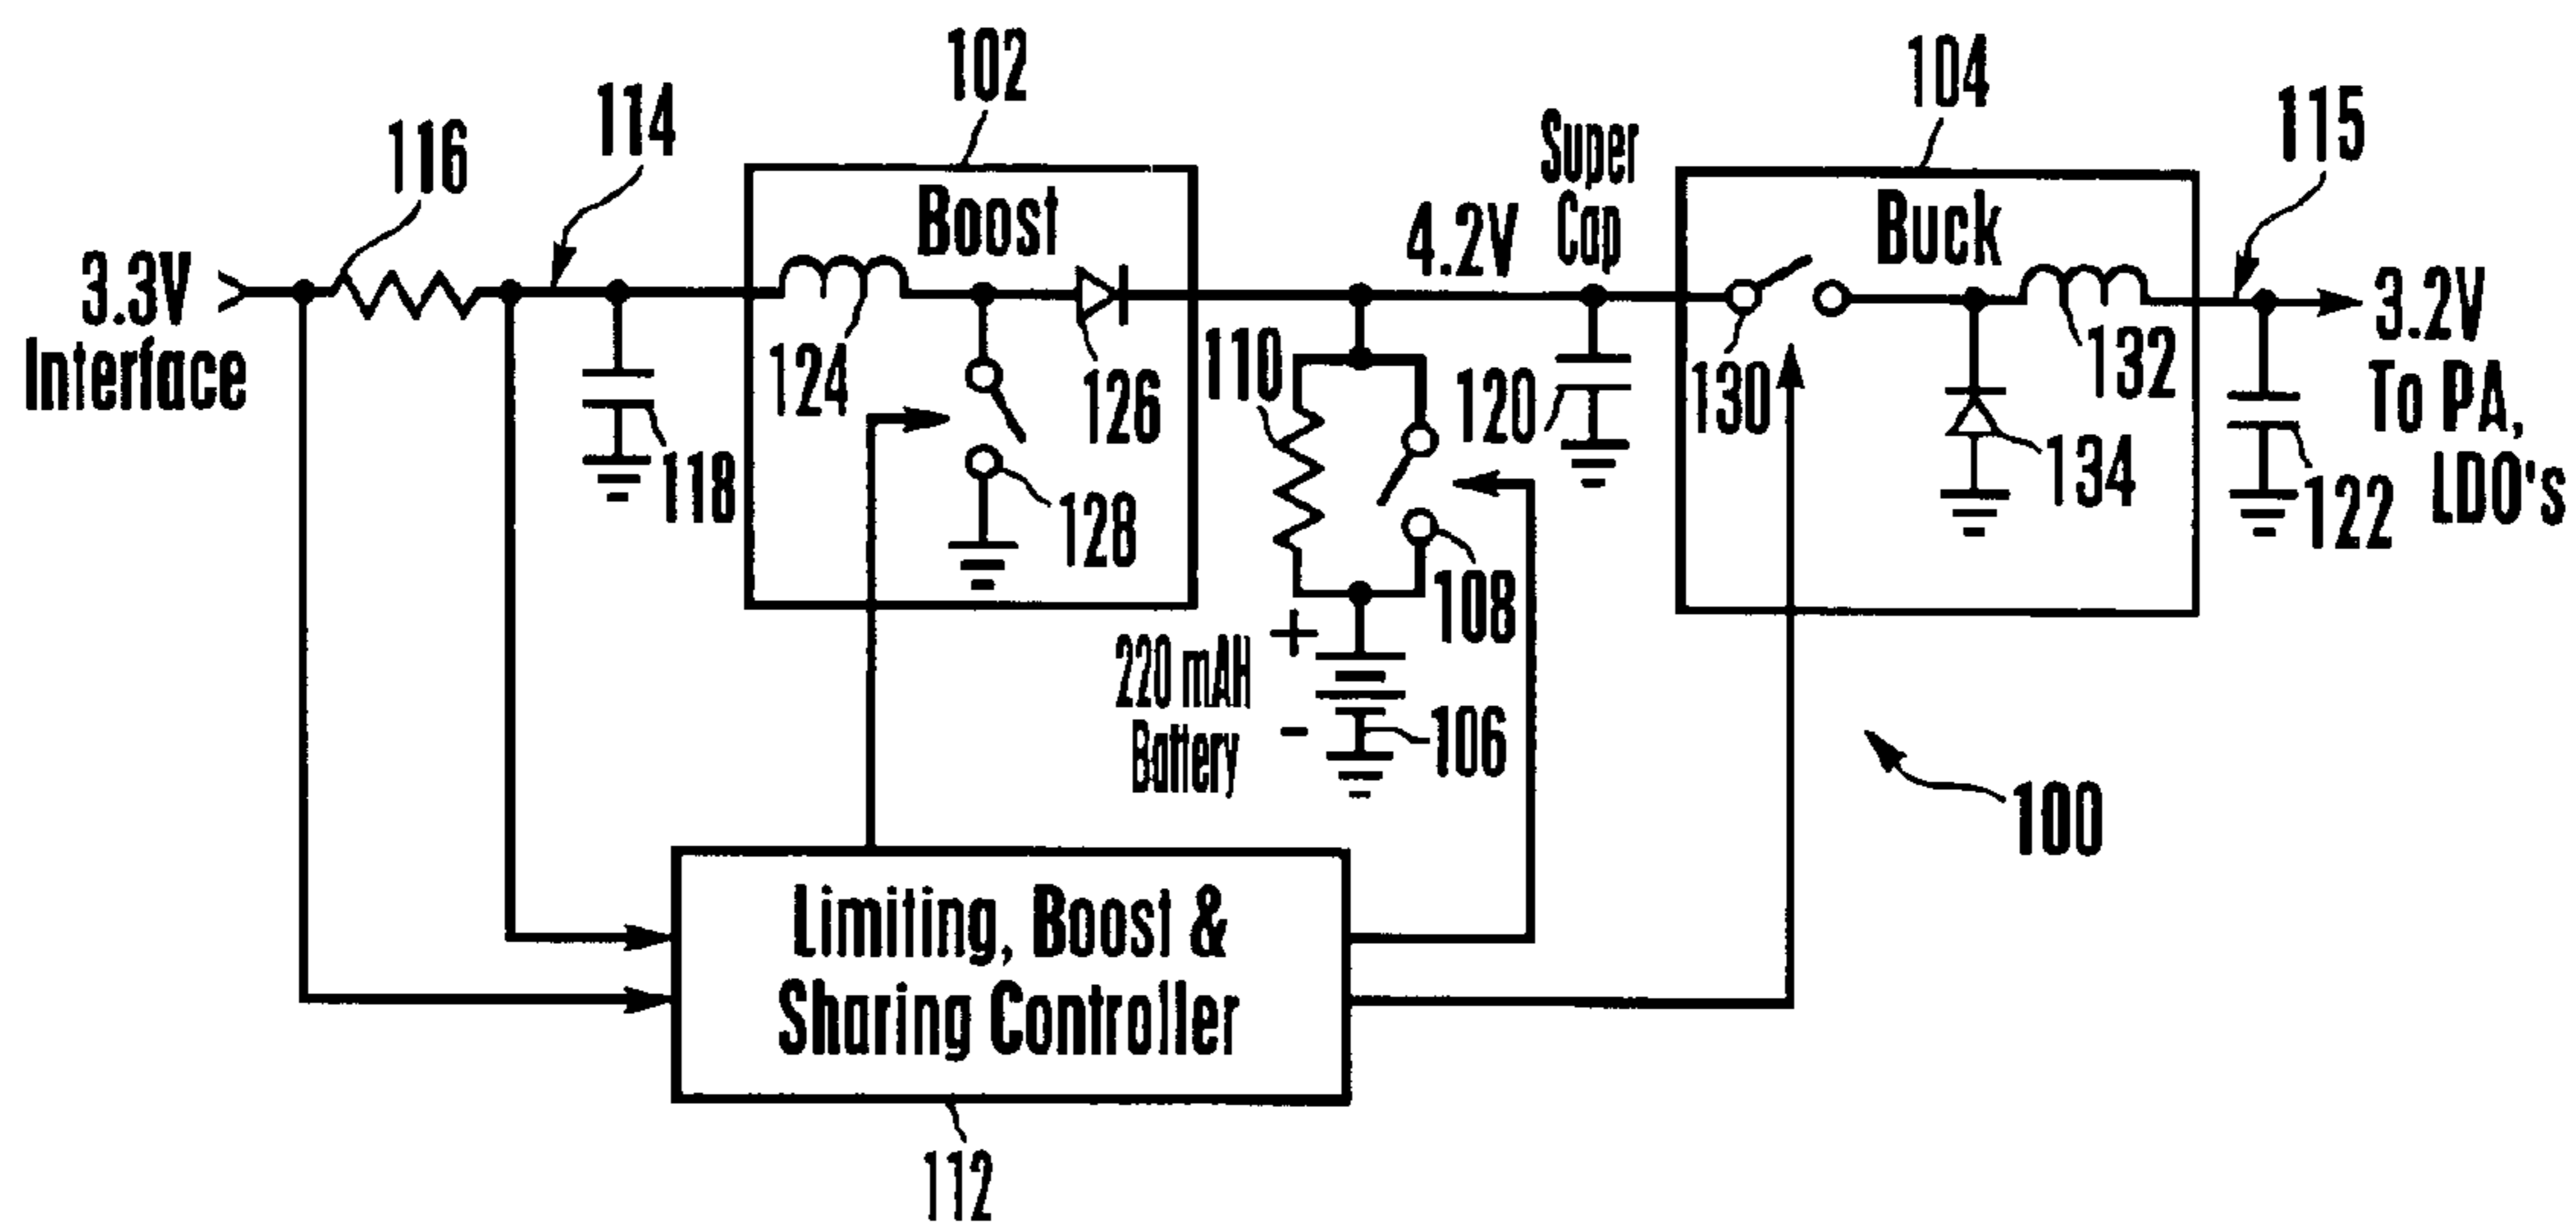 102
104
114
115
116
Super
Cap
Boost
4.2V
Buck
3.3V
Interface
3.2V
To PA,
LDO's
124
126
110
120
130
132
118
128
134
122
108
+
220 mAH
Battery
-
106
100
Limiting, Boost &
Sharing Controller
112